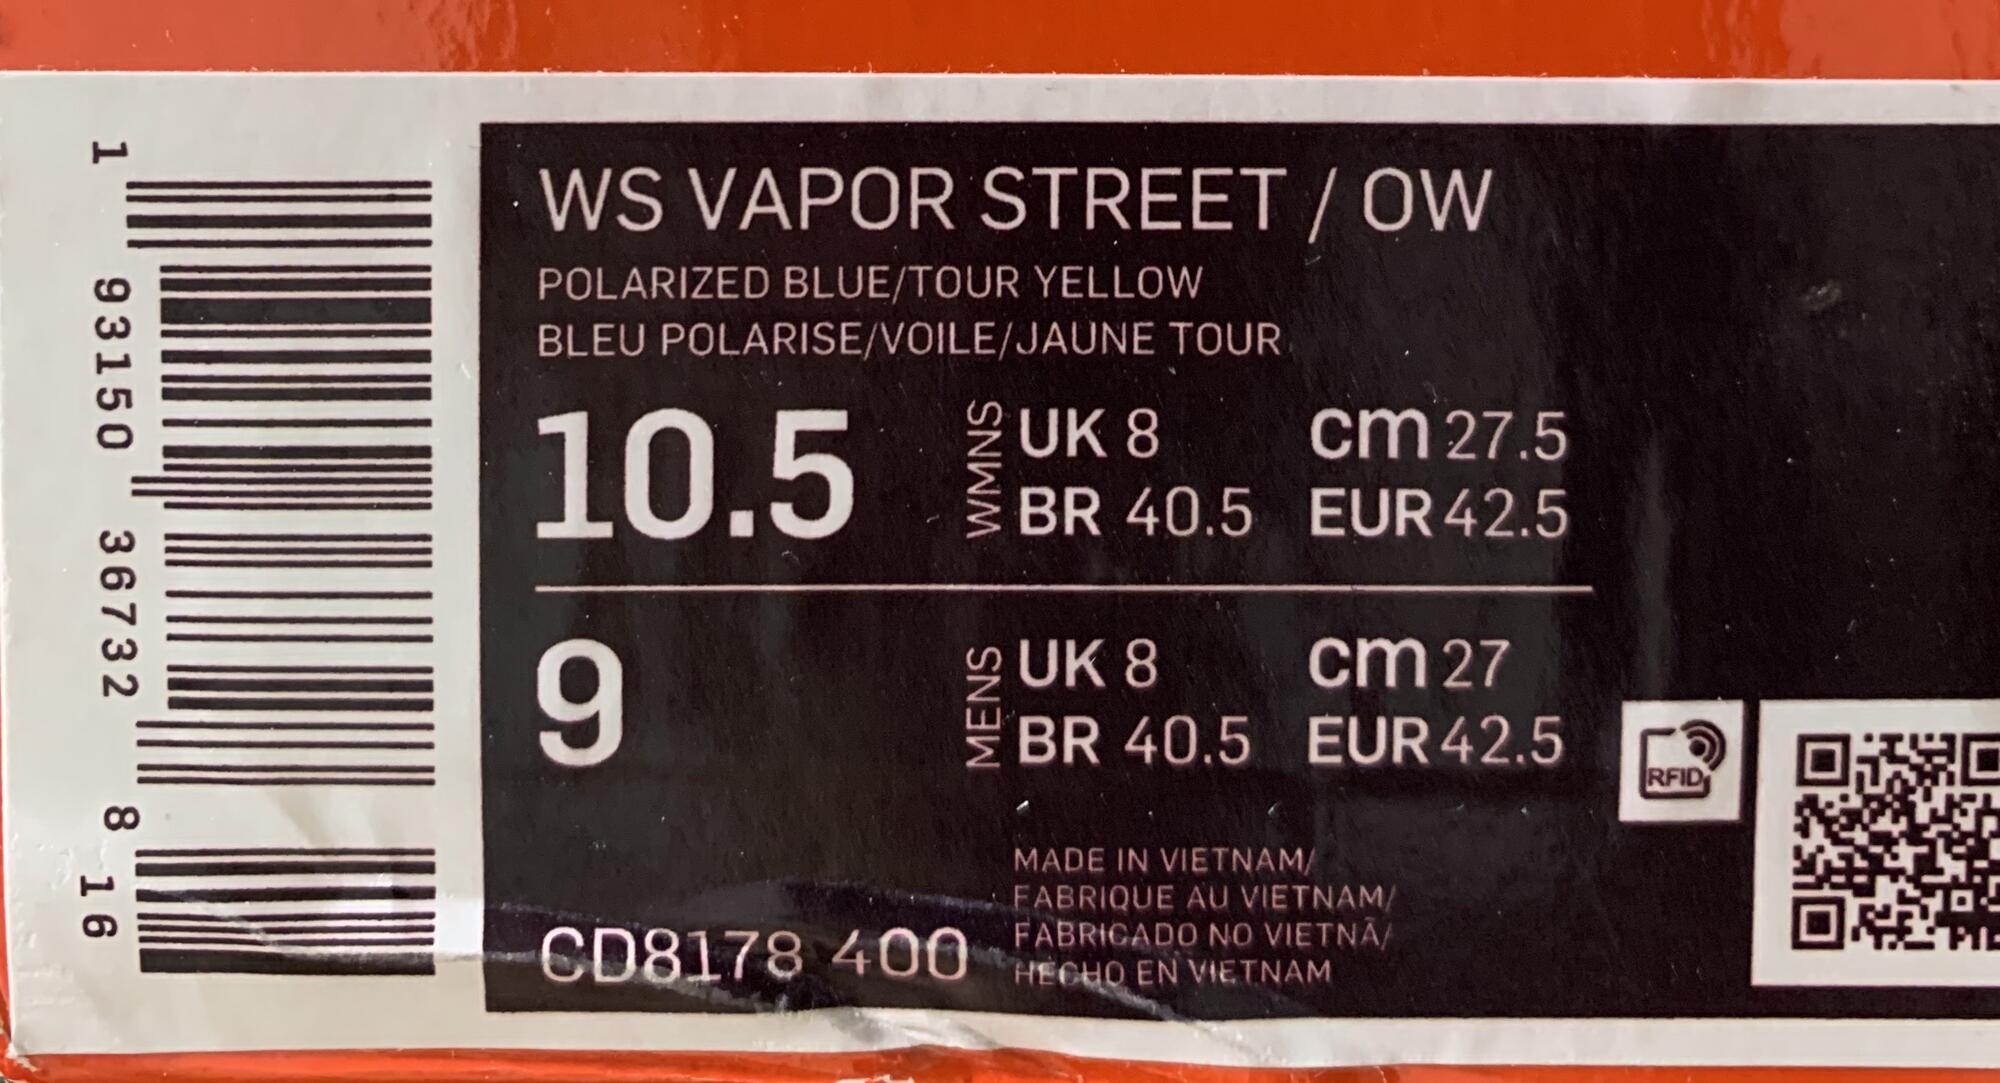 1 93150 36732 8 16
WS VAPOR STREET / OW
POLARIZED BLUE/TOUR YELLOW
BLEU POLARISE/VOILE/JAUNE TOUR
10.5 WMNS UK 8 cm 27.5
BR 40.5 EUR 42.5
9 MENS UK 8 cm 27
BR 40.5 EUR 42.5
RFID
MADE IN VIETNAM/
FABRIQUE AU VIETNAM/
FABRICADO NO VIETNÃ/
HECHO EN VIETNAM
CD8178 400